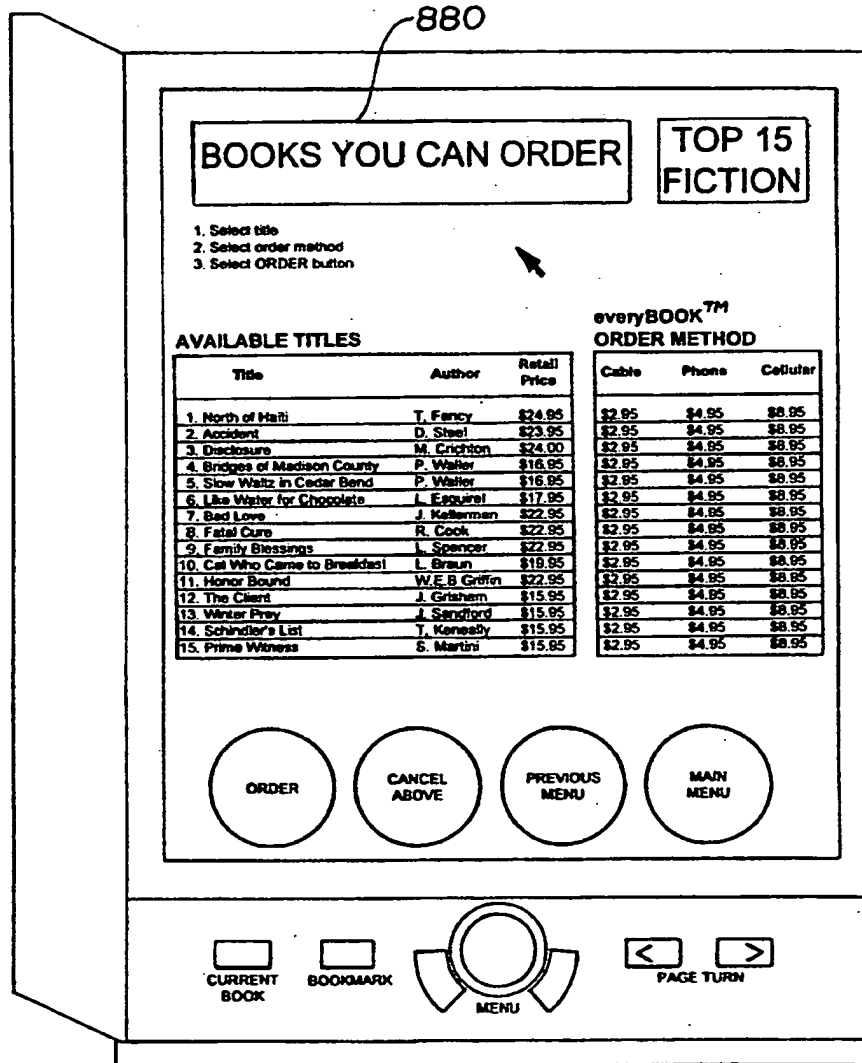 880
BOOKS YOU CAN ORDER
TOP 15
FICTION
1. Select title
2. Select order method
3. Select ORDER button
AVAILABLE TITLES
everyBOOK™
ORDER METHOD
Title Author Retail Price Cable Phone Cellular
1. North of Haiti T. Fancy $24.95 $2.95 $4.95 $8.95
2. Accident D. Steel $23.95 $2.95 $4.95 $8.95
3. Disclosure M. Crichton $24.00 $2.95 $4.95 $8.95
4. Bridges of Madison County P. Waller $16.95 $2.95 $4.95 $8.95
5. Slow Waltz in Cedar Bend P. Waller $16.95 $2.95 $4.95 $8.95
6. Like Water for Chocolate L. Esquirel $17.95 $2.95 $4.95 $8.95
7. Bad Love J. Kellerman $22.95 $2.95 $4.95 $8.95
8. Fatal Cure R. Cook $22.95 $2.95 $4.95 $8.95
9. Family Blessings L. Spencer $22.95 $2.95 $4.95 $8.95
10. Cat Who Came to Breakfast L. Braun $19.95 $2.95 $4.95 $8.95
11. Honor Bound W.E.B Griffin $22.95 $2.95 $4.95 $8.95
12. The Client J. Grisham $15.95 $2.95 $4.95 $8.95
13. Winter Prey J. Sandford $15.95 $2.95 $4.95 $8.95
14. Schindler's List T. Keneally $15.95 $2.95 $4.95 $8.95
15. Prime Witness S. Martini $15.95 $2.95 $4.95 $8.95
ORDER
CANCEL
ABOVE
PREVIOUS
MENU
MAIN
MENU
< >
CURRENT
BOOK
BOOKMARK
MENU
PAGE TURN